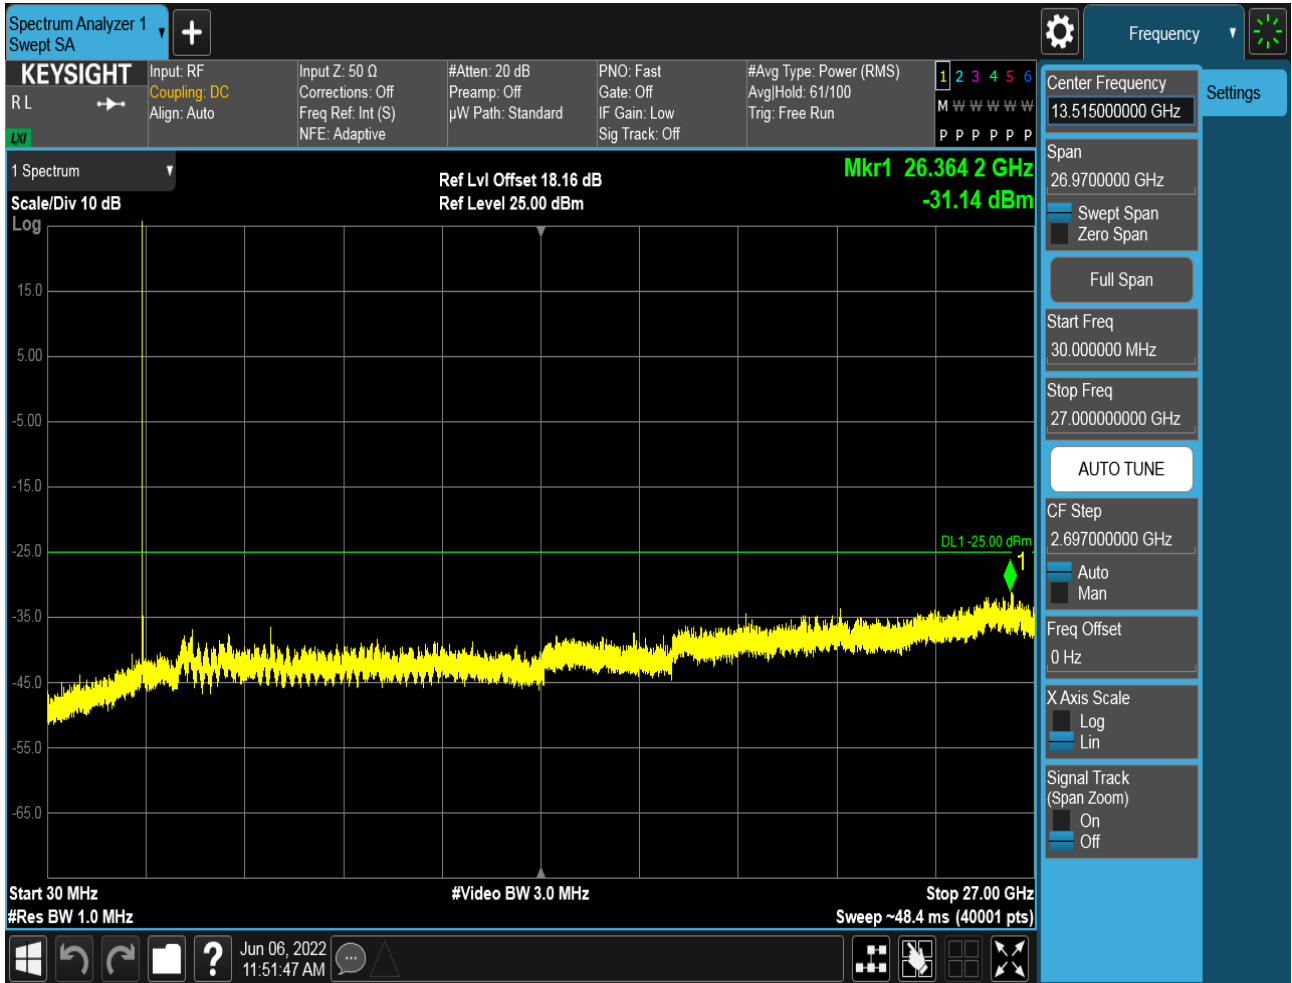 Spectrum Analyzer 1
Swept SA
Frequency
KEYSIGHT
R L
LXI
Input: RF
Coupling: DC
Align: Auto
Input Z: 50 Ω
Corrections: Off
Freq Ref: Int (S)
NFE: Adaptive
#Atten: 20 dB
Preamp: Off
µW Path: Standard
PNO: Fast
Gate: Off
IF Gain: Low
Sig Track: Off
#Avg Type: Power (RMS)
Avg|Hold: 61/100
Trig: Free Run
1 2 3 4 5 6
M W W W W W
P P P P P P
1 Spectrum
Scale/Div 10 dB
Log
Ref Lvl Offset 18.16 dB
Ref Level 25.00 dBm
Mkr1 26.364 2 GHz
-31.14 dBm
15.0
5.00
-5.00
-15.0
-25.0
-35.0
-45.0
-55.0
-65.0
DL1 -25.00 dBm
1
Start 30 MHz
#Res BW 1.0 MHz
#Video BW 3.0 MHz
Stop 27.00 GHz
Sweep ~48.4 ms (40001 pts)
Jun 06, 2022
11:51:47 AM
Center Frequency
13.515000000 GHz
Settings
Span
26.9700000 GHz
Swept Span
Zero Span
Full Span
Start Freq
30.000000 MHz
Stop Freq
27.000000000 GHz
AUTO TUNE
CF Step
2.697000000 GHz
Auto
Man
Freq Offset
0 Hz
X Axis Scale
Log
Lin
Signal Track
(Span Zoom)
On
Off